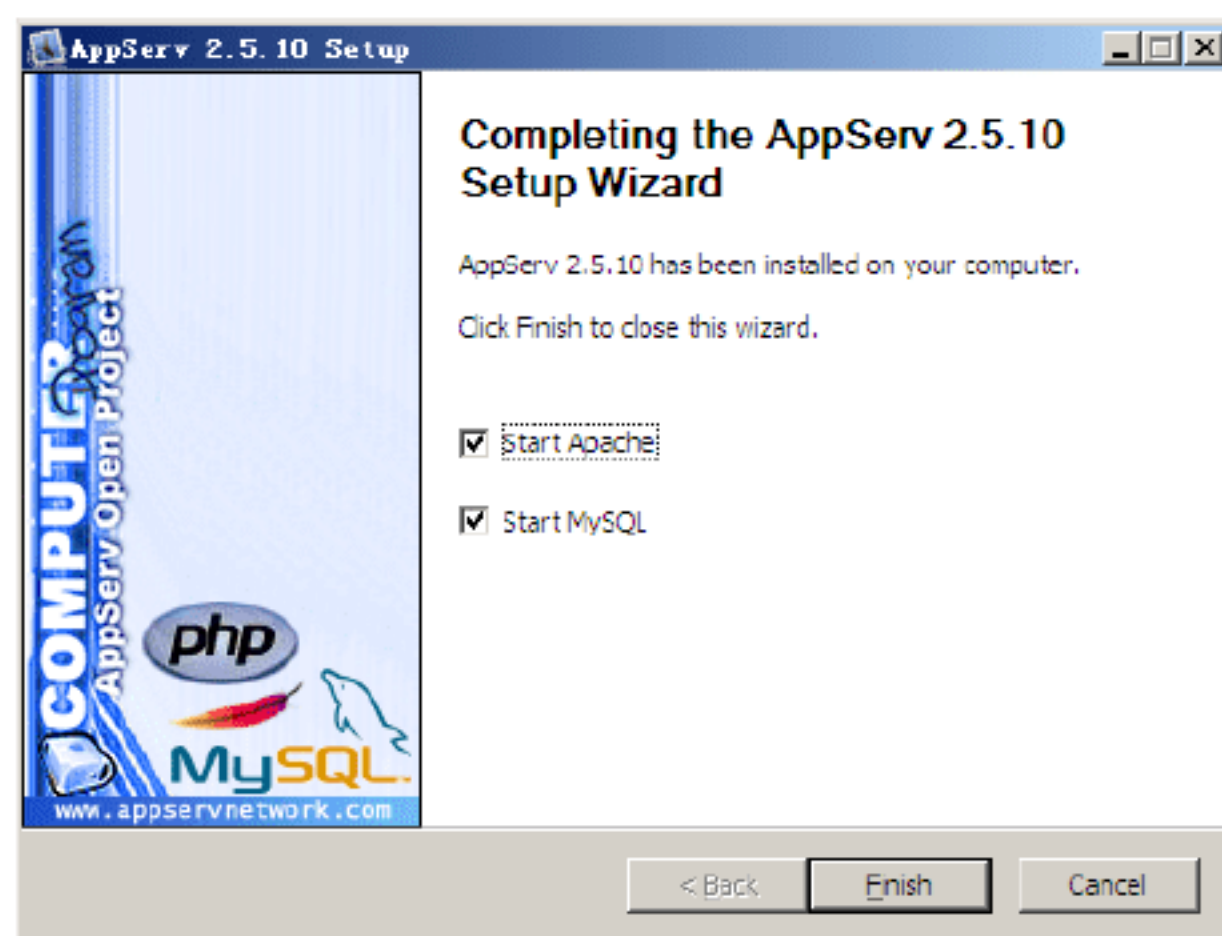 AppServ 2.5.10 Setup
Completing the AppServ 2.5.10
Setup Wizard
AppServ 2.5.10 has been installed on your computer.
Click Finish to close this wizard.
Start Apache
Start MySQL
COMPUTER
Program
AppServ Open Project
php
MySQL
www.appservnetwork.com
< Back
Finish
Cancel